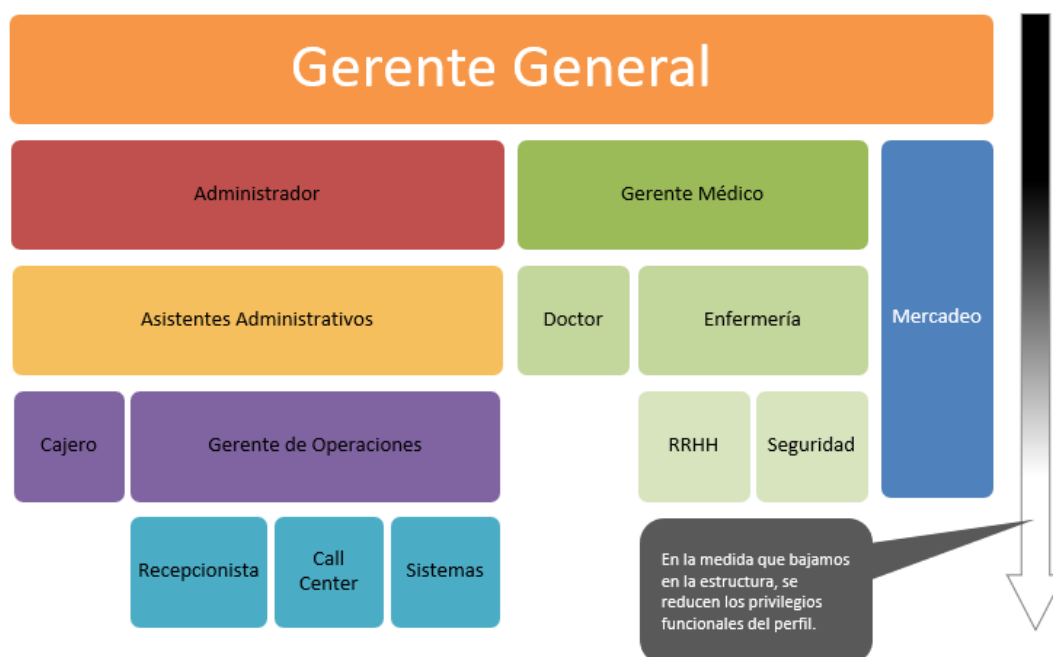 Gerente General
Administrador
Gerente Médico
Mercadeo
Asistentes Administrativos
Doctor
Enfermería
Cajero
Gerente de Operaciones
RRHH
Seguridad
Recepcionista
Call
Center
Sistemas
En la medida que bajamos
en la estructura, se
reducen los privilegios
funcionales del perfil.